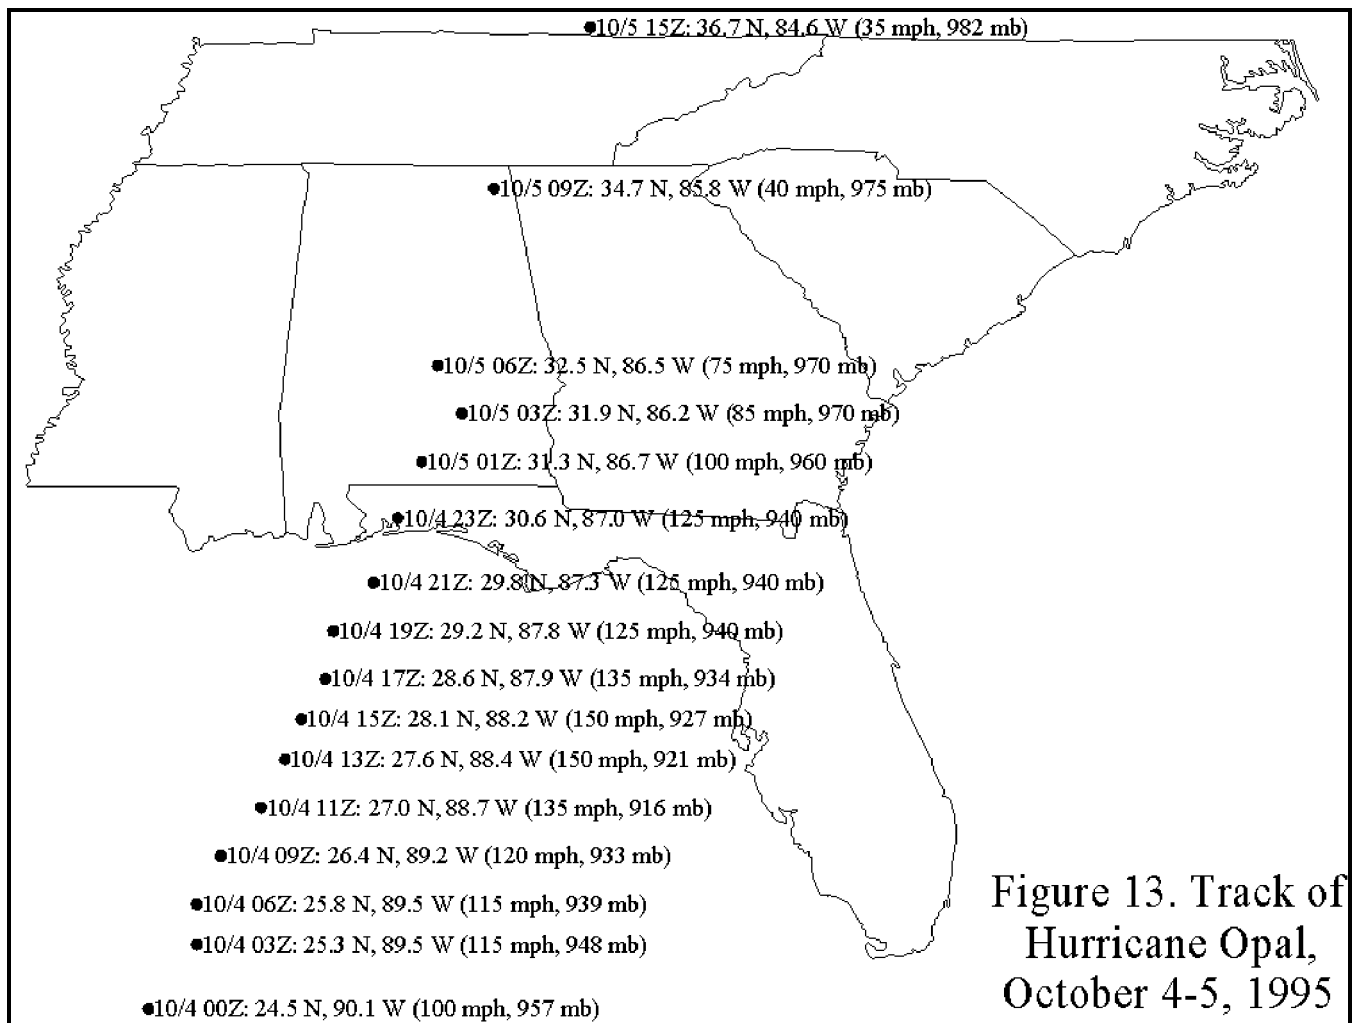 10/5 15Z: 36.7 N, 84.6 W (35 mph, 982 mb)
10/5 09Z: 34.7 N, 85.8 W (40 mph, 975 mb)
10/5 06Z: 32.5 N, 86.5 W (75 mph, 970 mb)
10/5 03Z: 31.9 N, 86.2 W (85 mph, 970 mb)
10/5 01Z: 31.3 N, 86.7 W (100 mph, 960 mb)
10/4 23Z: 30.6 N, 87.0 W (125 mph, 940 mb)
10/4 21Z: 29.8 N, 87.3 W (125 mph, 940 mb)
10/4 19Z: 29.2 N, 87.8 W (125 mph, 940 mb)
10/4 17Z: 28.6 N, 87.9 W (135 mph, 934 mb)
10/4 15Z: 28.1 N, 88.2 W (150 mph, 927 mb)
10/4 13Z: 27.6 N, 88.4 W (150 mph, 921 mb)
10/4 11Z: 27.0 N, 88.7 W (135 mph, 916 mb)
10/4 09Z: 26.4 N, 89.2 W (120 mph, 933 mb)
10/4 06Z: 25.8 N, 89.5 W (115 mph, 939 mb)
10/4 03Z: 25.3 N, 89.5 W (115 mph, 948 mb)
10/4 00Z: 24.5 N, 90.1 W (100 mph, 957 mb)
Figure 13. Track of
Hurricane Opal,
October 4-5, 1995